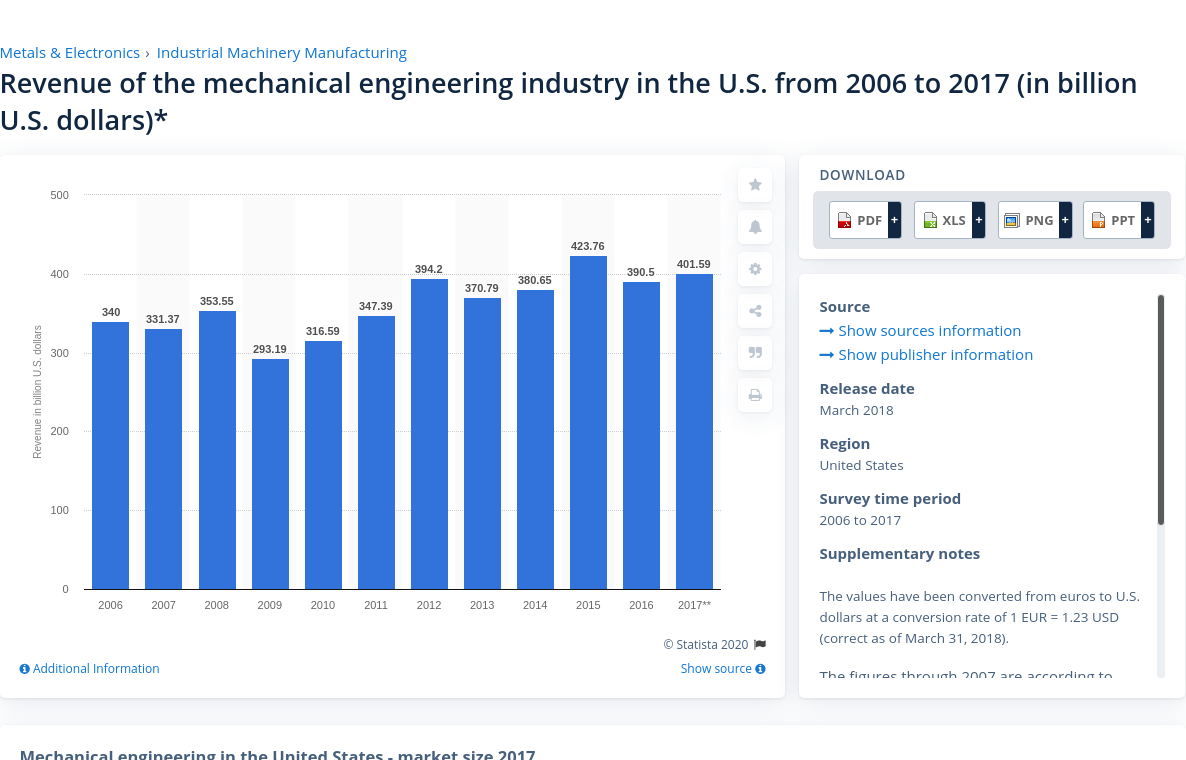 Metals & Electronics › Industrial Machinery Manufacturing
Revenue of the mechanical engineering industry in the U.S. from 2006 to 2017 (in billion
U.S. dollars)*
500
400
300
200
100
0
Revenue in billion U.S. dollars
340
331.37
353.55
293.19
316.59
347.39
394.2
370.79
380.65
423.76
390.5
401.59
2006
2007
2008
2009
2010
2011
2012
2013
2014
2015
2016
2017**
© Statista 2020
Additional Information
Show source
DOWNLOAD
PDF +
XLS +
PNG +
PPT +
Source
Show sources information
Show publisher information
Release date
March 2018
Region
United States
Survey time period
2006 to 2017
Supplementary notes
The values have been converted from euros to U.S.
dollars at a conversion rate of 1 EUR = 1.23 USD
(correct as of March 31, 2018).
The figures through 2007 are according to
Mechanical engineering in the United States - market size 2017